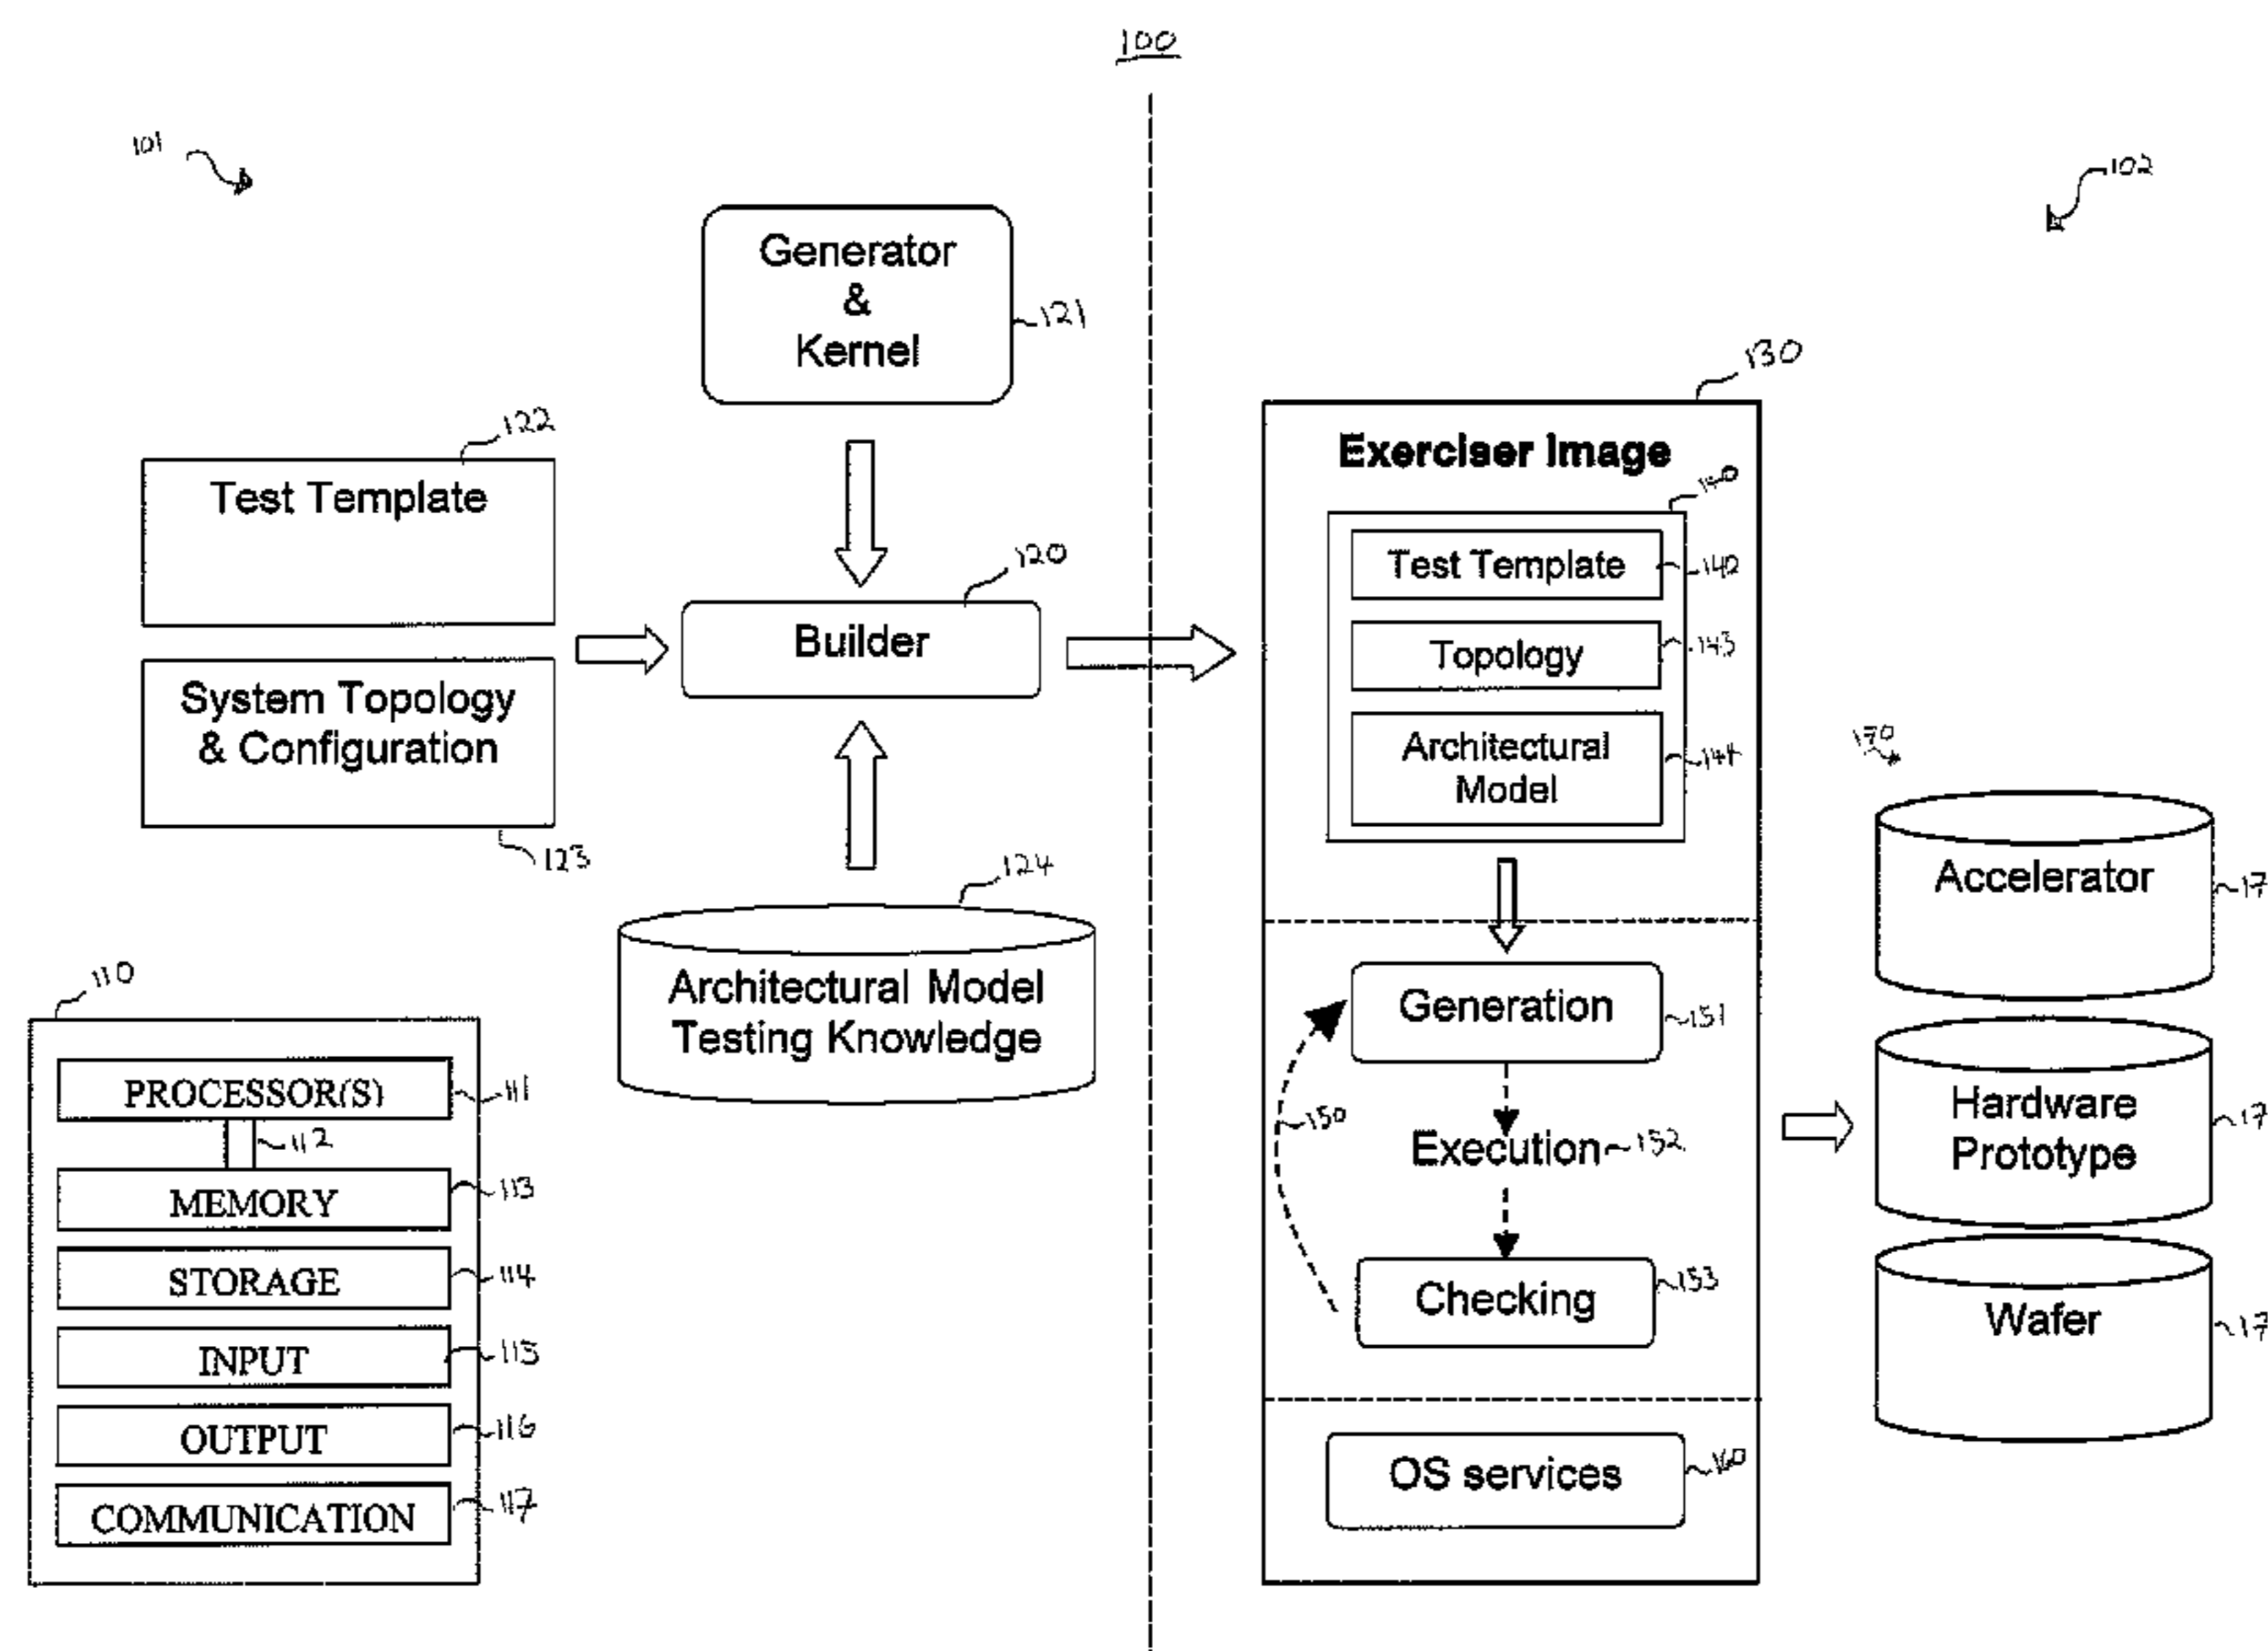 100
101
102
Generator
&
Kernel
121
122
Test Template
120
Builder
System Topology
& Configuration
123
124
Architectural Model
Testing Knowledge
110
PROCESSOR(S)
111
112
MEMORY
113
STORAGE
114
INPUT
115
OUTPUT
116
COMMUNICATION
117
130
Exerciser Image
140
Test Template
142
Topology
143
Architectural
Model
144
Generation
151
150
Execution
152
Checking
153
OS services
160
170
Accelerator
17
Hardware
Prototype
17
Wafer
17